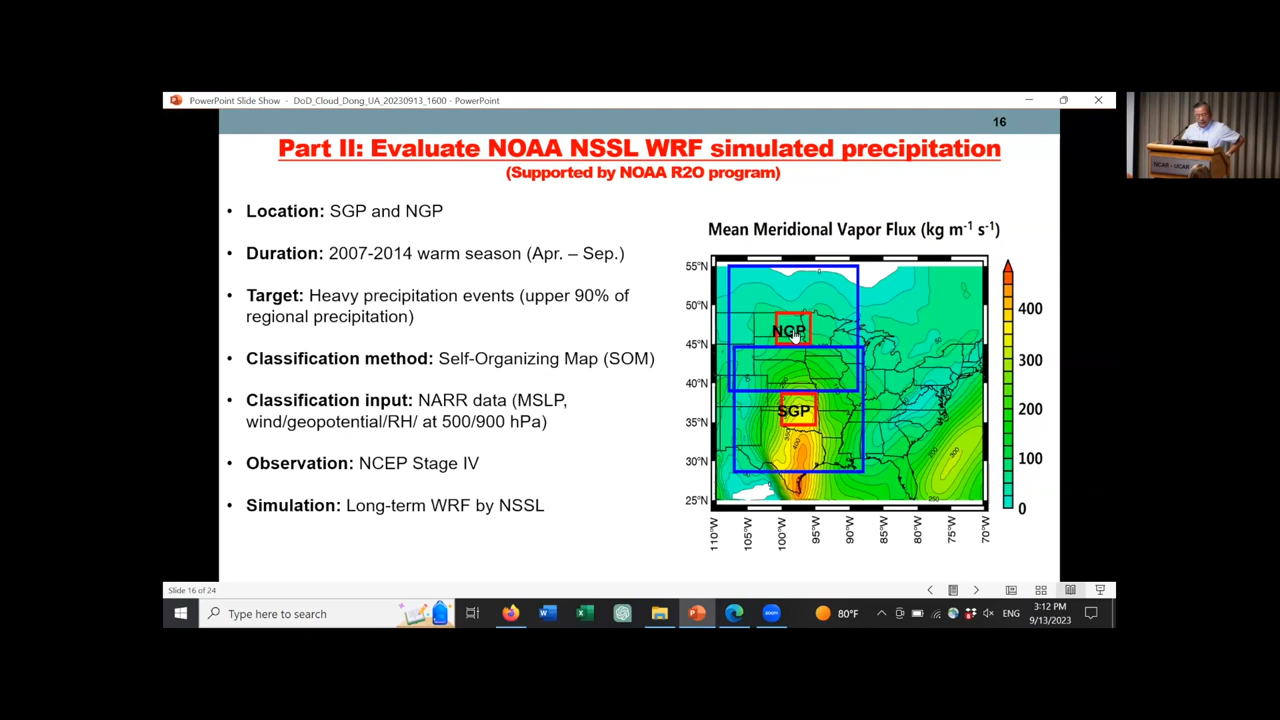 PowerPoint Slide Show - DoD_Cloud_Dong_UA_20230913_1600 - PowerPoint
16
Part II: Evaluate NOAA NSSL WRF simulated precipitation
(Supported by NOAA R2O program)
• Location: SGP and NGP
• Duration: 2007-2014 warm season (Apr. – Sep.)
• Target: Heavy precipitation events (upper 90% of
regional precipitation)
• Classification method: Self-Organizing Map (SOM)
• Classification input: NARR data (MSLP,
wind/geopotential/RH/ at 500/900 hPa)
• Observation: NCEP Stage IV
• Simulation: Long-term WRF by NSSL
Mean Meridional Vapor Flux (kg m-1 s-1)
55°N
50°N
45°N
40°N
35°N
30°N
25°N
NGP
SGP
110°W
105°W
100°W
95°W
90°W
85°W
80°W
75°W
70°W
400
300
200
100
0
NCAR - UCAR
Slide 16 of 24
Type here to search
80°F
ENG
3:12 PM
9/13/2023